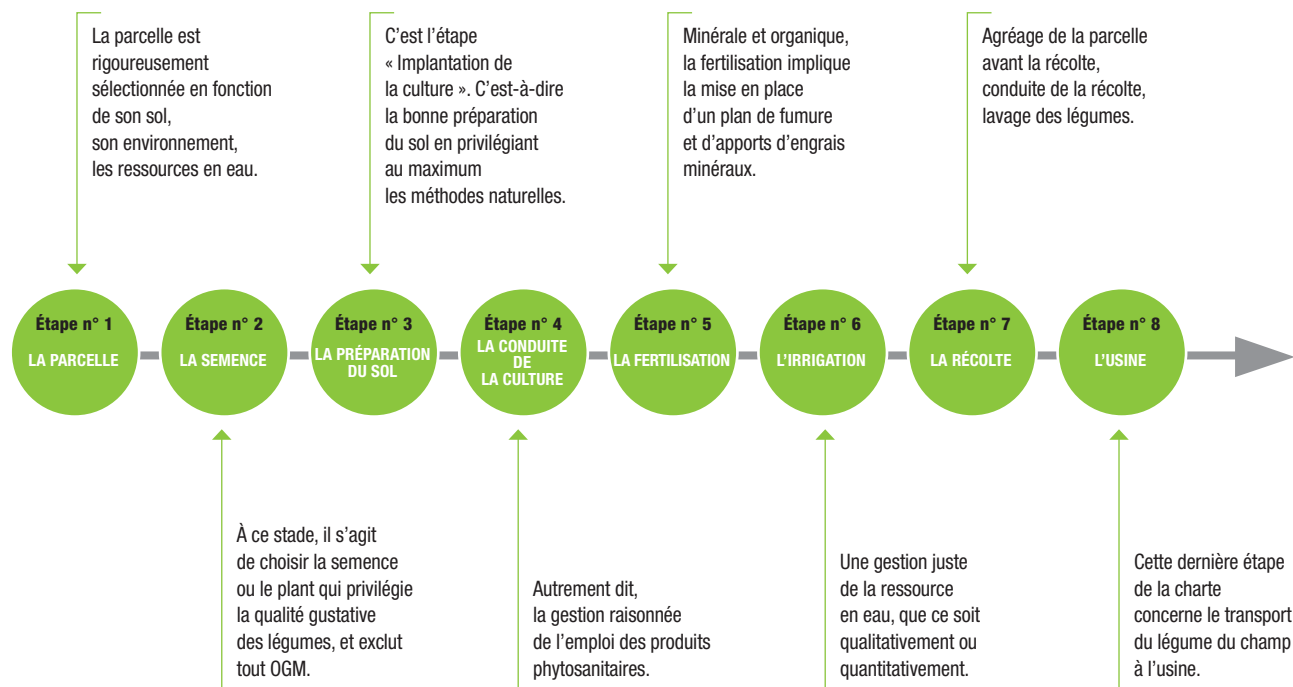 La parcelle est
rigoureusement
sélectionnée en fonction
de son sol,
son environnement,
les ressources en eau.
C’est l’étape
« Implantation de
la culture ». C’est-à-dire
la bonne préparation
du sol en privilégiant
au maximum
les méthodes naturelles.
Minérale et organique,
la fertilisation implique
la mise en place
d’un plan de fumure
et d’apports d’engrais
minéraux.
Agréage de la parcelle
avant la récolte,
conduite de la récolte,
lavage des légumes.
Étape n° 1
LA PARCELLE
Étape n° 2
LA SEMENCE
Étape n° 3
LA PRÉPARATION
DU SOL
Étape n° 4
LA CONDUITE
DE
LA CULTURE
Étape n° 5
LA FERTILISATION
Étape n° 6
L’IRRIGATION
Étape n° 7
LA RÉCOLTE
Étape n° 8
L’USINE
À ce stade, il s’agit
de choisir la semence
ou le plant qui privilégie
la qualité gustative
des légumes, et exclut
tout OGM.
Autrement dit,
la gestion raisonnée
de l’emploi des produits
phytosanitaires.
Une gestion juste
de la ressource
en eau, que ce soit
qualitativement ou
quantitativement.
Cette dernière étape
de la charte
concerne le transport
du légume du champ
à l’usine.